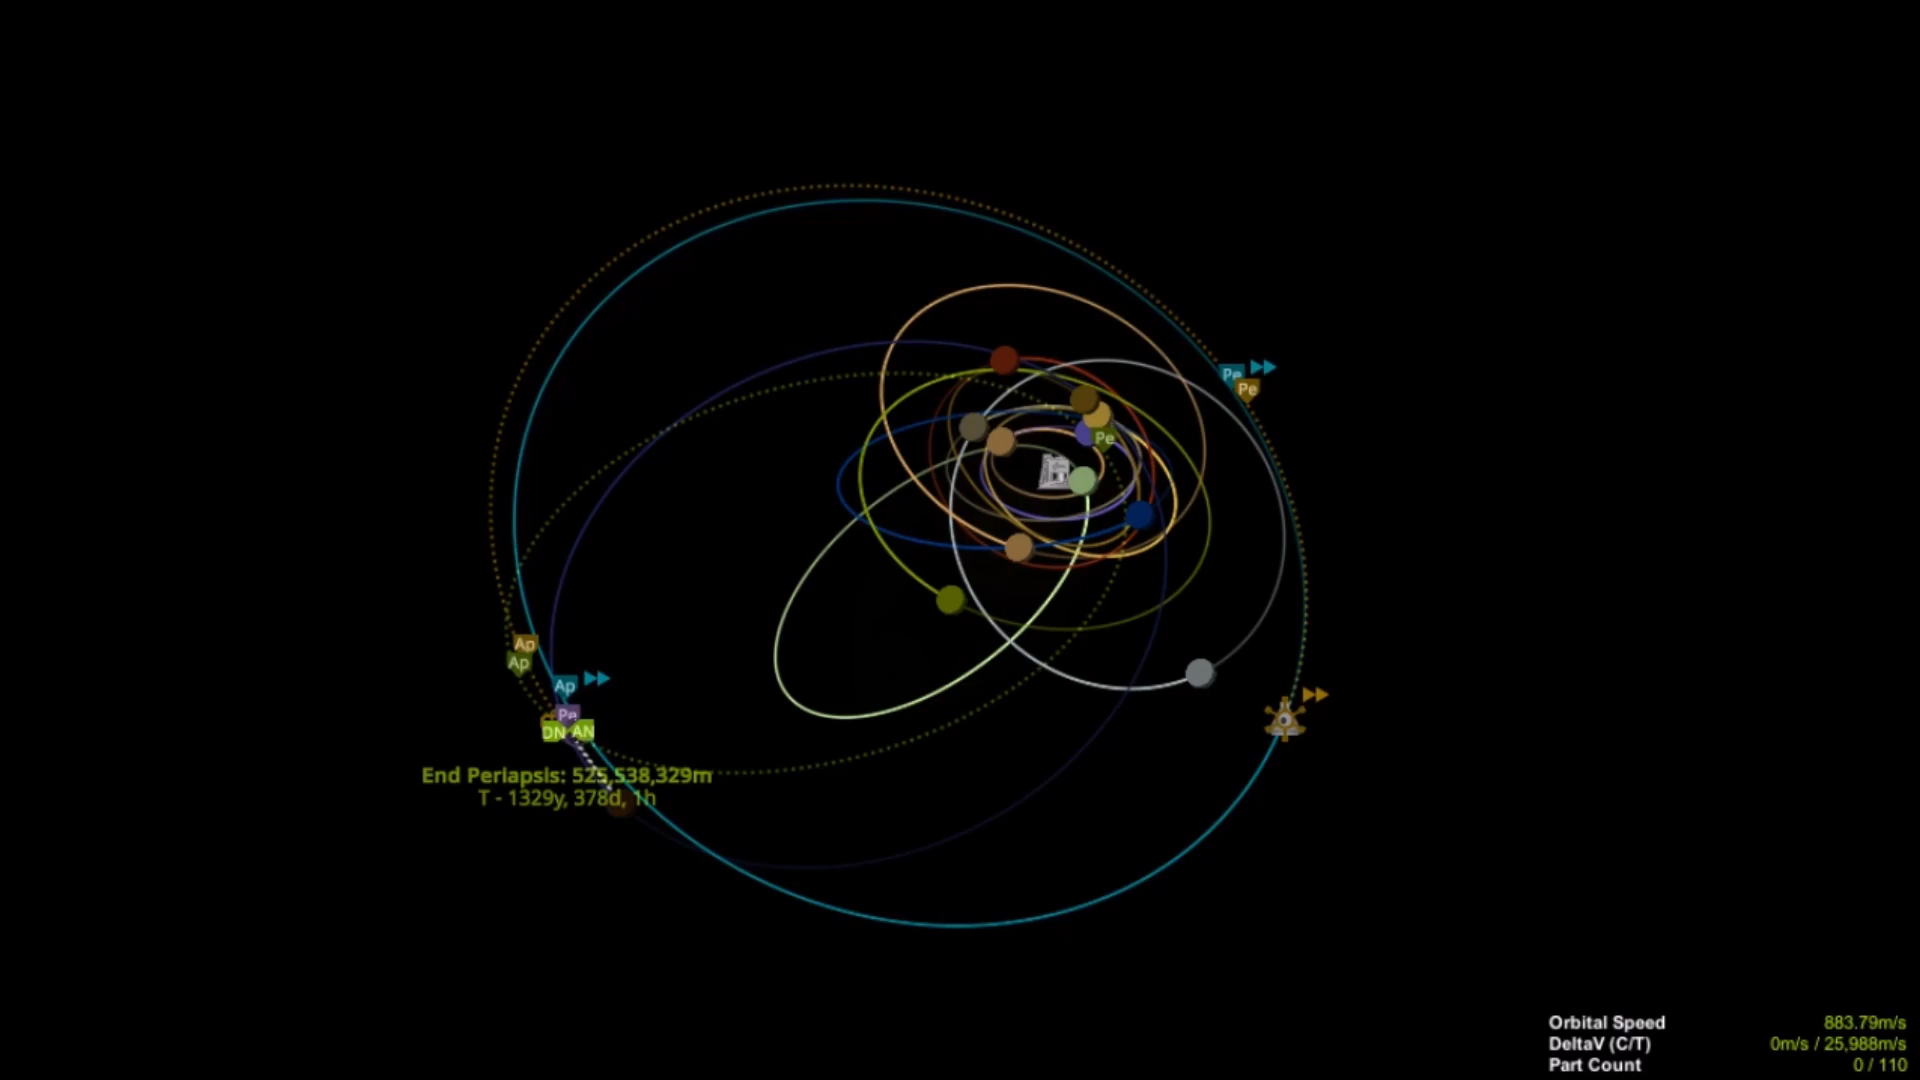 Pe
Pe
Pe
Ap
Ap
Ap
Pe
DN AN
End Periapsis: 525,538,329m
T - 1329y, 378d, 1h
Orbital Speed 883.79m/s
DeltaV (C/T) 0m/s / 25,988m/s
Part Count 0 / 110